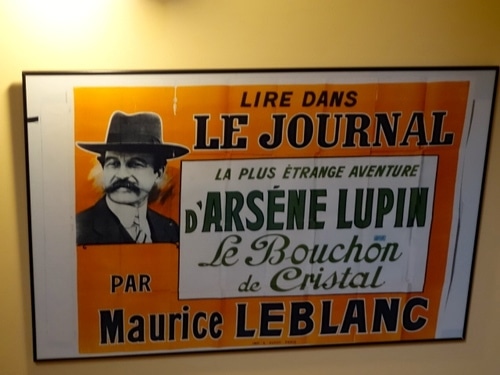 LIRE DANS
LE JOURNAL
LA PLUS ÉTRANGE AVENTURE
D'ARSÈNE LUPIN
Le Bouchon
de Cristal
PAR
Maurice LEBLANC